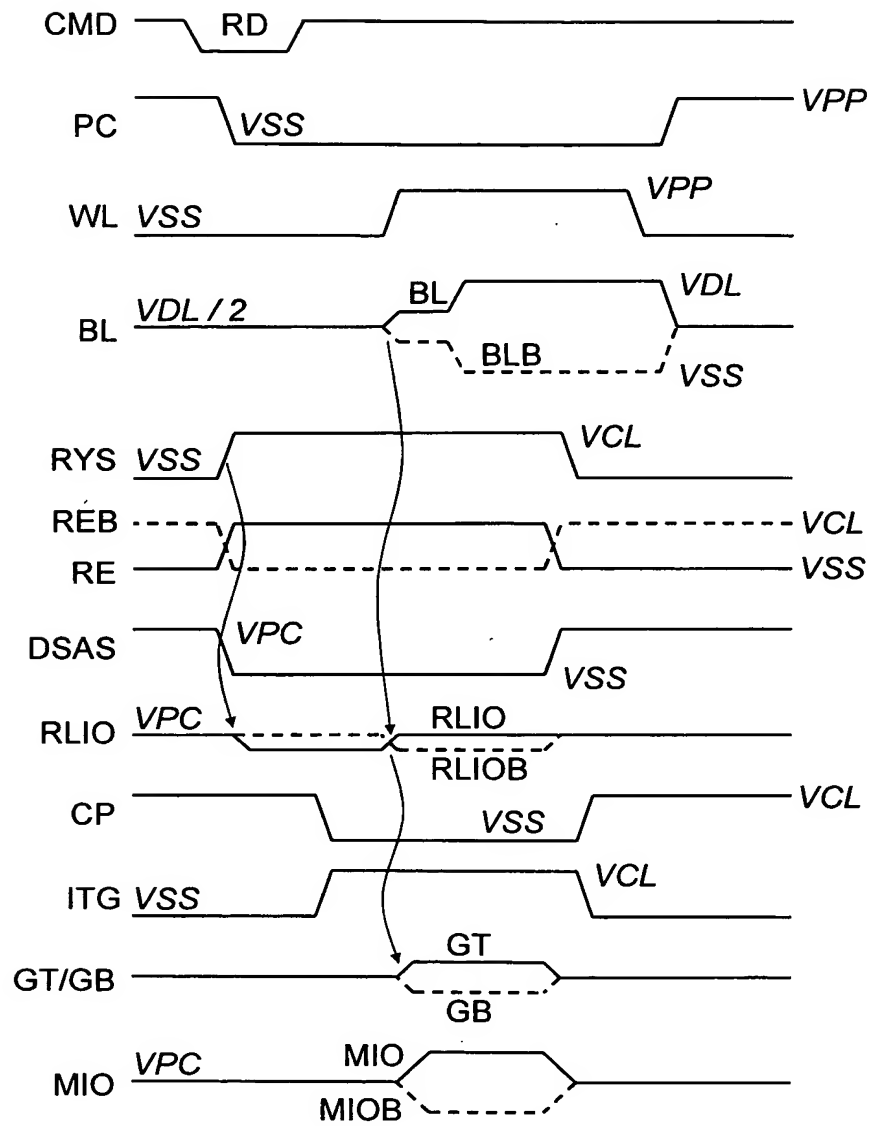 CMD RD
PC VSS VPP
WL VSS VPP
BL VDL / 2 BL VDL
BLB VSS
RYS VSS VCL
REB VCL
RE VSS
DSAS VPC VSS
RLIO VPC RLIO
RLIOB
CP VSS VCL
ITG VSS VCL
GT/GB GT
GB
MIO VPC MIO
MIOB